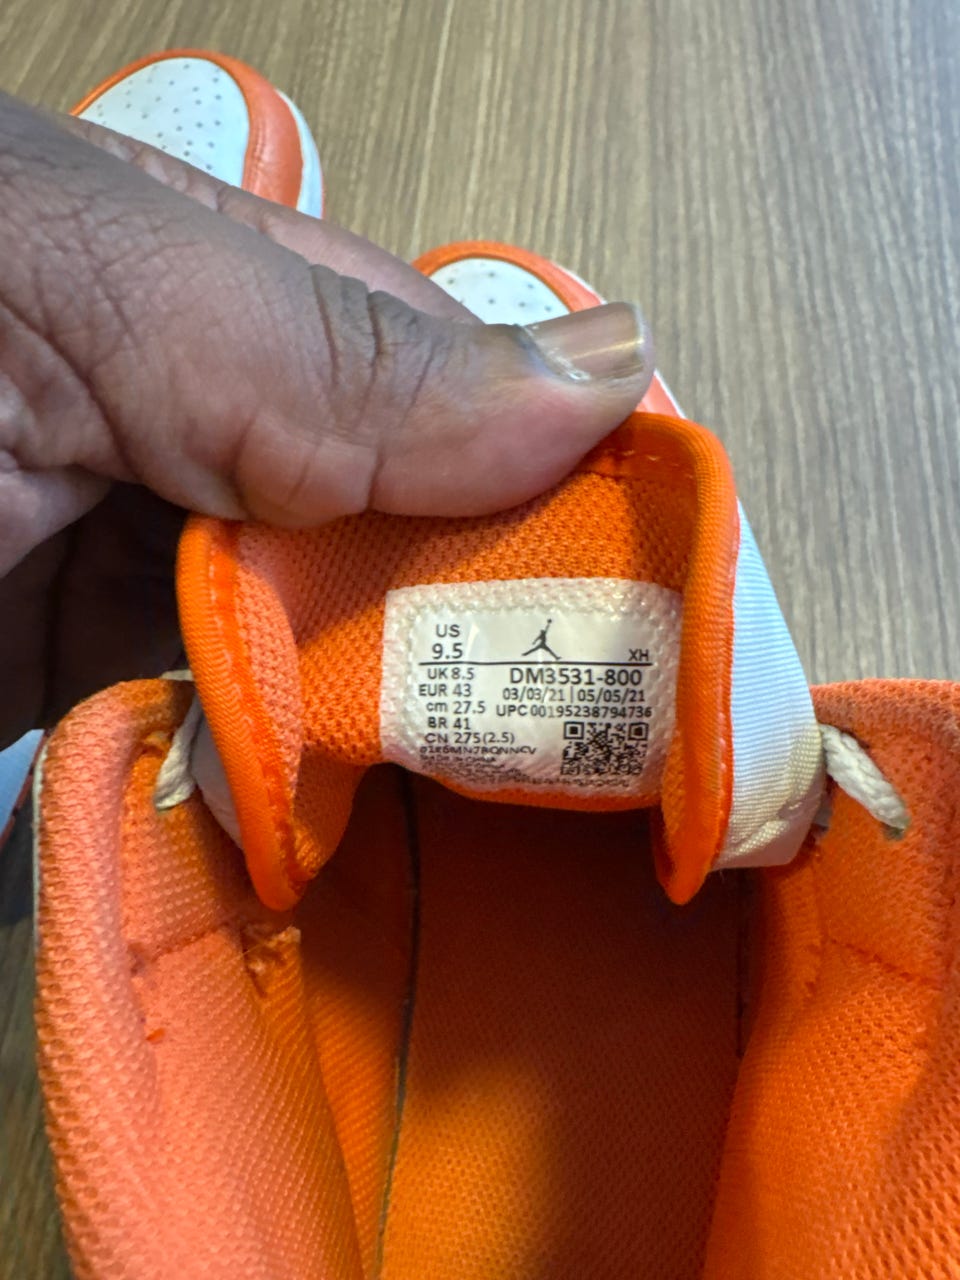 US
9.5
XH
UK 8.5 DM3531-800
EUR 43 03/03/21 | 05/05/21
cm 27.5 UPC 00195238794736
BR 41
CN 275(2.5)